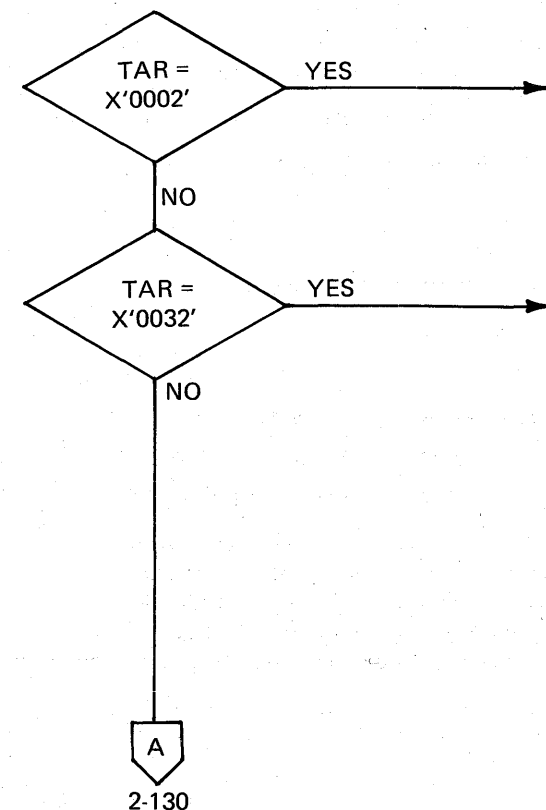 TAR =
X'0002'
YES
NO
TAR =
X'0032'
YES
NO
A
2-130